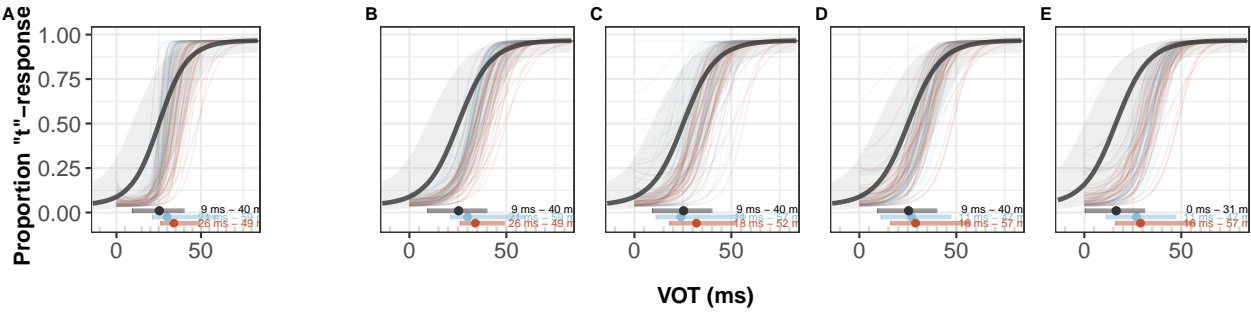 A B C D E
Proportion "t"-response
1.00
0.75
0.50
0.25
0.00
9 ms – 40 m 9 ms – 40 m 9 ms – 40 m 9 ms – 40 m 0 ms – 31 m
26 ms – 49 m 26 ms – 49 m 18 ms – 52 m 16 ms – 57 m 16 ms – 57 m
0 50 0 50 0 50 0 50 0 50
VOT (ms)